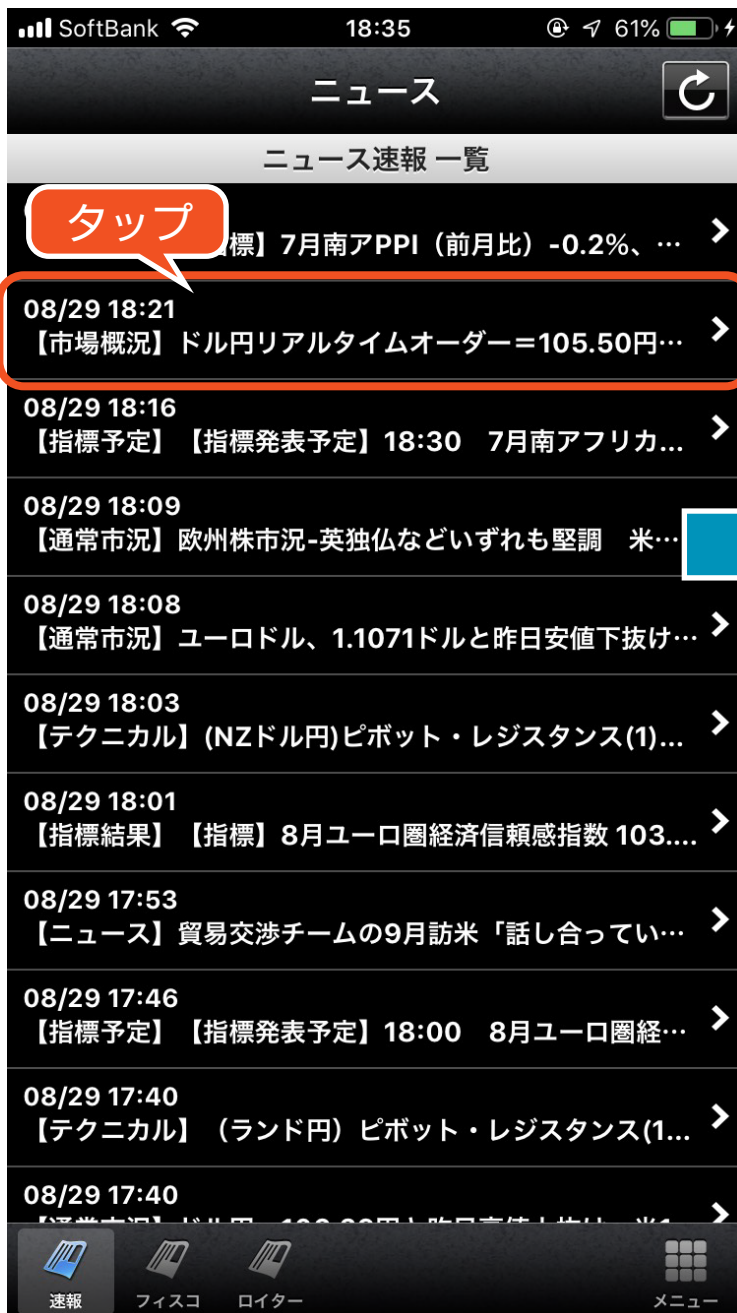 SoftBank 18:35 61%
ニュース
ニュース速報 一覧
タップ
標】7月南アPPI（前月比）-0.2%、…
08/29 18:21
【市場概況】ドル円リアルタイムオーダー＝105.50円…
08/29 18:16
【指標予定】【指標発表予定】18:30　7月南アフリカ...
08/29 18:09
【通常市況】欧州株市況-英独仏などいずれも堅調　米…
08/29 18:08
【通常市況】ユーロドル、1.1071ドルと昨日安値下抜け…
08/29 18:03
【テクニカル】(NZドル円)ピボット・レジスタンス(1)...
08/29 18:01
【指標結果】【指標】8月ユーロ圏経済信頼感指数 103....
08/29 17:53
【ニュース】貿易交渉チームの9月訪米「話し合ってい…
08/29 17:46
【指標予定】【指標発表予定】18:00　8月ユーロ圏経…
08/29 17:40
【テクニカル】（ランド円）ピボット・レジスタンス(1...
08/29 17:40
速報 フィスコ ロイター メニュー